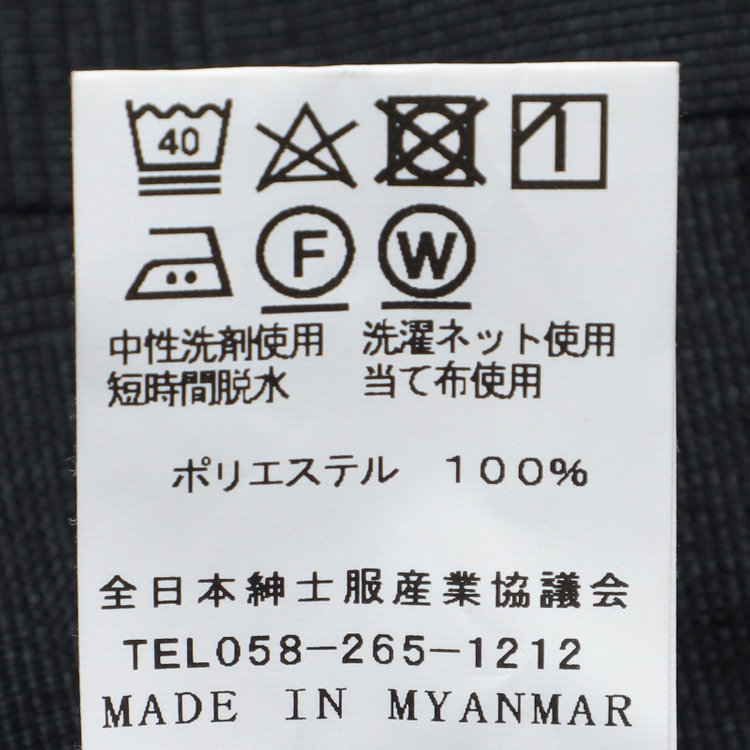 40
F W
中性洗剤使用 洗濯ネット使用
短時間脱水 当て布使用
ポリエステル 100%
全日本紳士服産業協議会
TEL058-265-1212
MADE IN MYANMAR